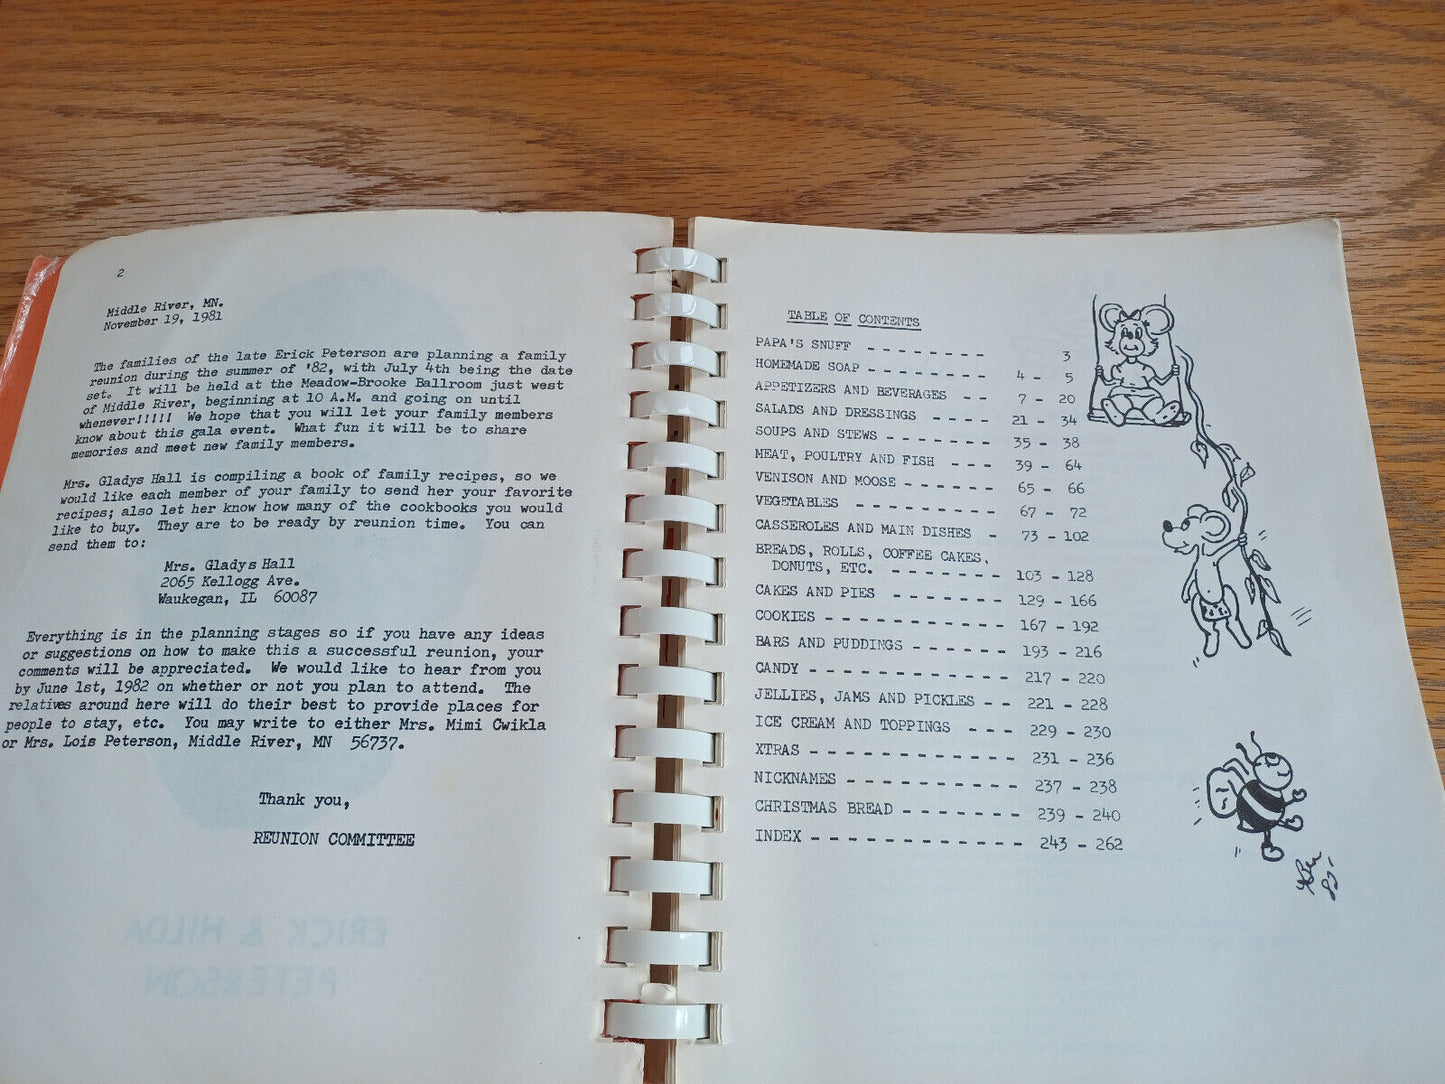 2
Middle River, MN.
November 19, 1981
The families of the late Erick Peterson are planning a family
reunion during the summer of '82, with July 4th being the date
set. It will be held at the Meadow-Brooke Ballroom just west
of Middle River, beginning at 10 A.M. and going on until
whenever!!!!! We hope that you will let your family members
know about this gala event. What fun it will be to share
memories and meet new family members.
Mrs. Gladys Hall is compiling a book of family recipes, so we
would like each member of your family to send her your favorite
recipes; also let her know how many of the cookbooks you would
like to buy. They are to be ready by reunion time. You can
send them to:
Mrs. Gladys Hall
2065 Kellogg Ave.
Waukegan, IL 60087
Everything is in the planning stages so if you have any ideas
or suggestions on how to make this a successful reunion, your
comments will be appreciated. We would like to hear from you
by June 1st, 1982 on whether or not you plan to attend. The
relatives around here will do their best to provide places for
people to stay, etc. You may write to either Mrs. Mimi Cwikla
or Mrs. Lois Peterson, Middle River, MN 56737.
Thank you,
REUNION COMMITTEE
ERICK & HILDA
PETERSON
TABLE OF CONTENTS
PAPA'S SNUFF - - - - - - - - 3
HOMEMADE SOAP - - - - - - - - 4 - 5
APPETIZERS AND BEVERAGES - - 7 - 20
SALADS AND DRESSINGS - - - - 21 - 34
SOUPS AND STEWS - - - - - - - 35 - 38
MEAT, POULTRY AND FISH - - - 39 - 64
VENISON AND MOOSE - - - - - - 65 - 66
VEGETABLES - - - - - - - - - 67 - 72
CASSEROLES AND MAIN DISHES - 73 - 102
BREADS, ROLLS, COFFEE CAKES,
DONUTS, ETC. - - - - - - - 103 - 128
CAKES AND PIES - - - - - - - 129 - 166
COOKIES - - - - - - - - - - - 167 - 192
BARS AND PUDDINGS - - - - - - 193 - 216
CANDY - - - - - - - - - - - - 217 - 220
JELLIES, JAMS AND PICKLES - - 221 - 228
ICE CREAM AND TOPPINGS - - - 229 - 230
XTRAS - - - - - - - - - - - - 231 - 236
NICKNAMES - - - - - - - - - - 237 - 238
CHRISTMAS BREAD - - - - - - - 239 - 240
INDEX - - - - - - - - - - - - 243 - 262